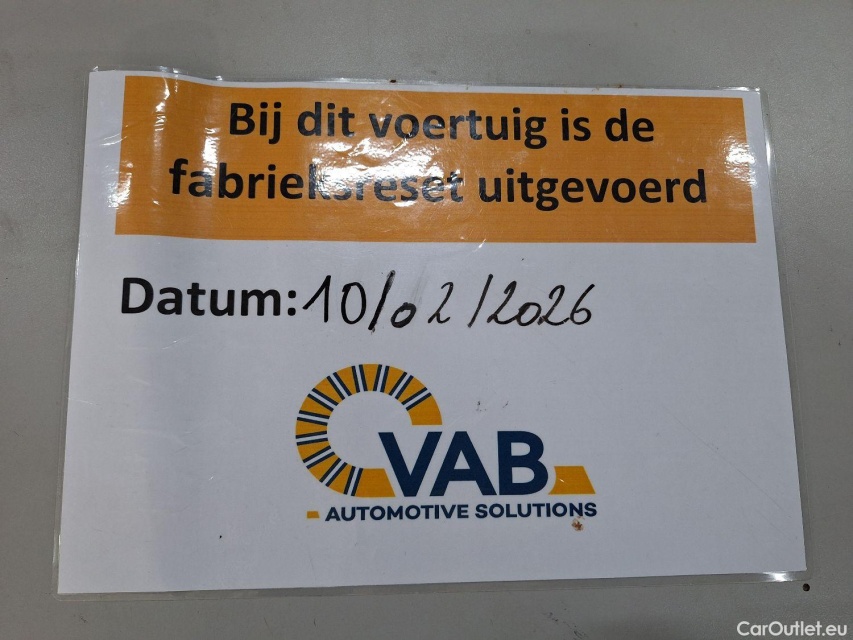 Bij dit voertuig is de
fabrieksreset uitgevoerd
Datum: 10/02/2026
VAB
AUTOMOTIVE SOLUTIONS
CarOutlet.eu